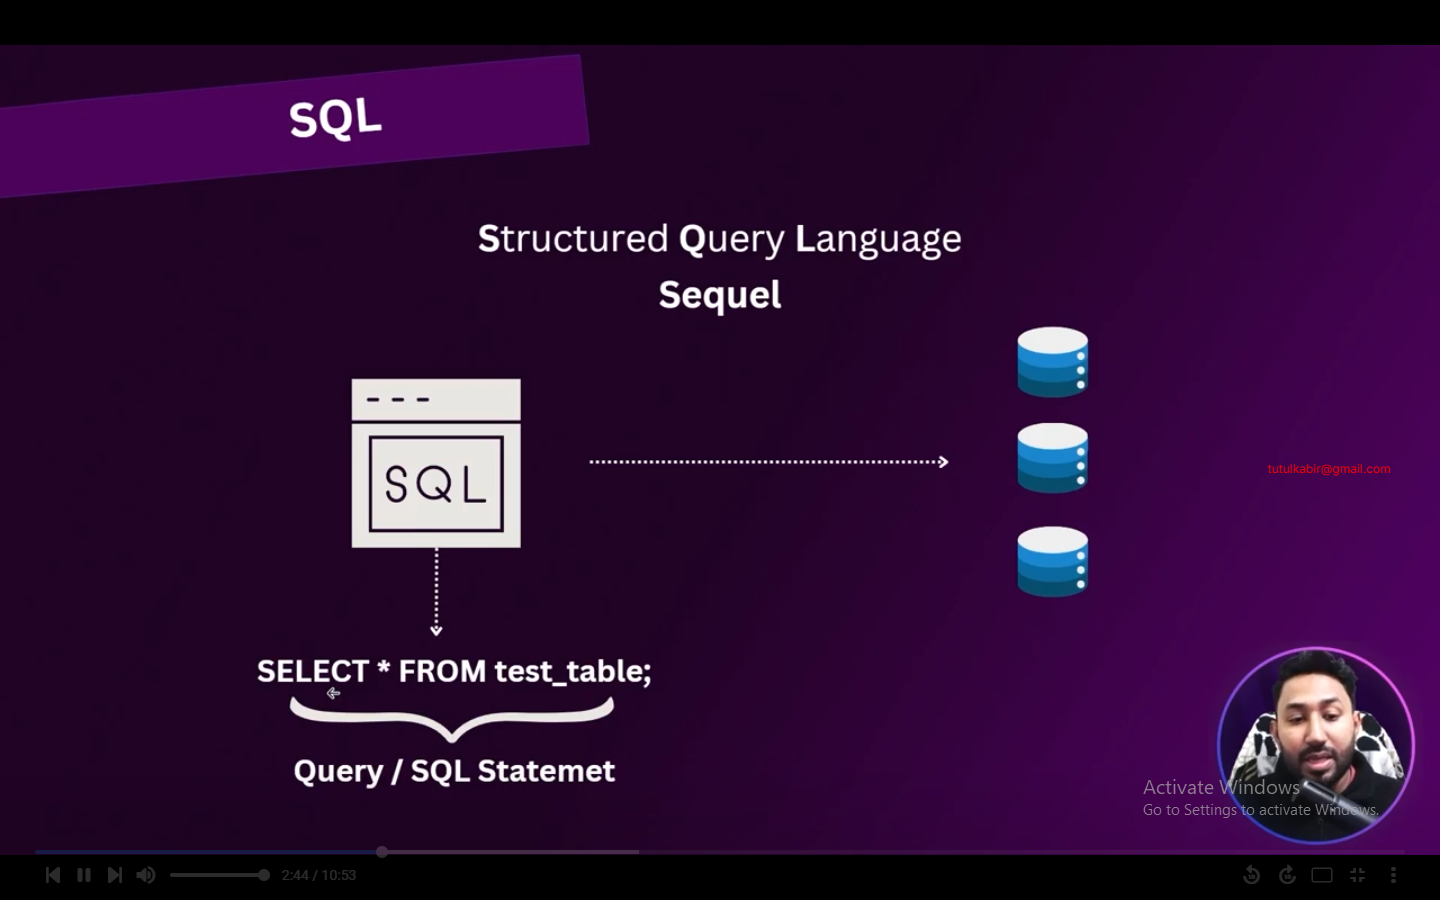 SQL
Structured Query Language
Sequel
SQL
tutulkabir@gmail.com
SELECT * FROM test_table;
Query / SQL Statemet
Activate Windows
Go to Settings to activate Windows.
2:44 / 10:53